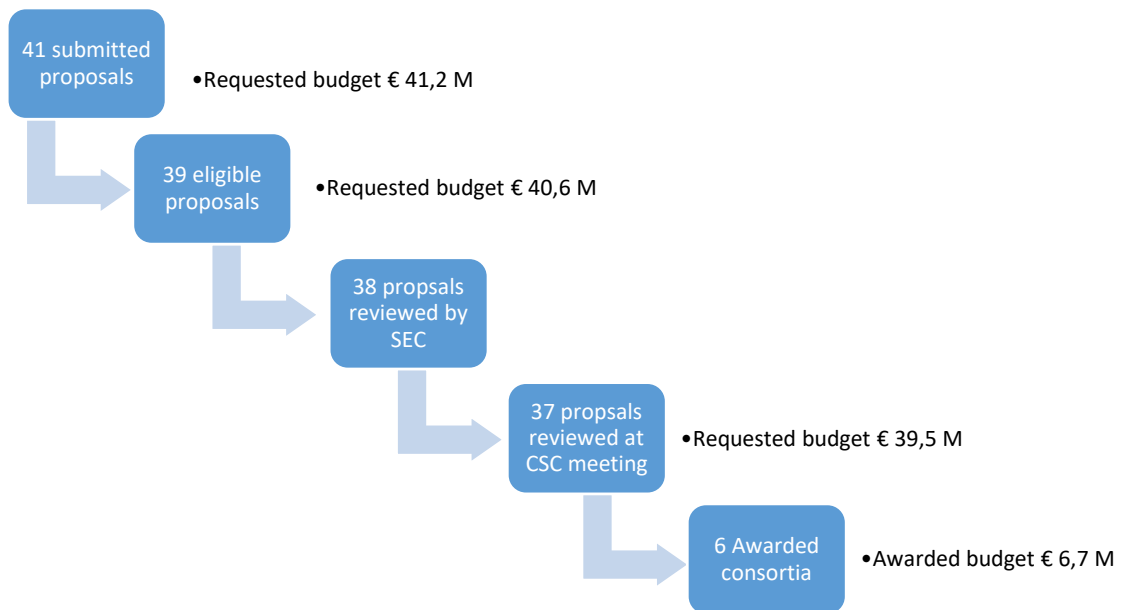 41 submitted
proposals
•Requested budget € 41,2 M
39 eligible
proposals
•Requested budget € 40,6 M
38 propsals
reviewed by
SEC
37 propsals
reviewed at
CSC meeting
•Requested budget € 39,5 M
6 Awarded
consortia
•Awarded budget € 6,7 M